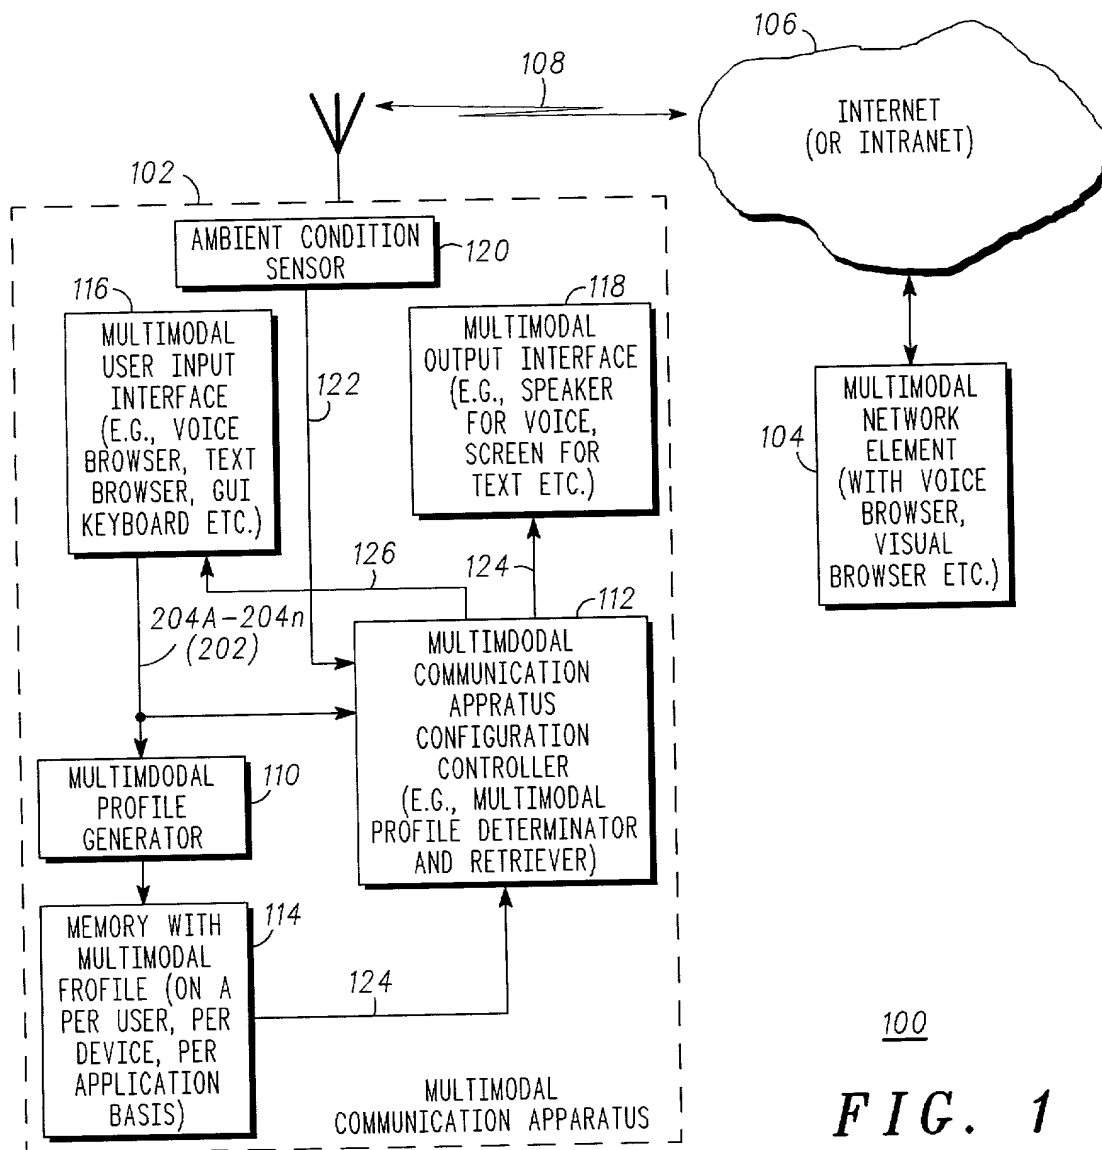 106
108
INTERNET
(OR INTRANET)
102
AMBIENT CONDITION
SENSOR
120
116
MULTIMODAL
USER INPUT
INTERFACE
(E.G., VOICE
BROWSER, TEXT
BROWSER, GUI
KEYBOARD ETC.)
122
118
MULTIMODAL
OUTPUT INTERFACE
(E.G., SPEAKER
FOR VOICE,
SCREEN FOR
TEXT ETC.)
104
MULTIMODAL
NETWORK
ELEMENT
(WITH VOICE
BROWSER,
VISUAL
BROWSER ETC.)
126
124
112
204A-204n
(202)
MULTIMDODAL
COMMUNICATION
APPRATUS
CONFIGURATION
CONTROLLER
(E.G., MULTIMODAL
PROFILE DETERMINATOR
AND RETRIEVER)
MULTIMDODAL
PROFILE
GENERATOR
110
MEMORY WITH
MULTIMODAL
FROFILE (ON A
PER USER, PER
DEVICE, PER
APPLICATION
BASIS)
114
124
MULTIMODAL
COMMUNICATION APPARATUS
100
FIG. 1